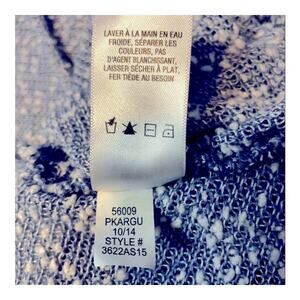 LAVER À LA MAIN EN EAU
FROIDE, SÉPARER LES
COULEURS, PAS
D'AGENT BLANCHISSANT,
LAISSER SÉCHER À PLAT,
FER TIÈDE AU BESOIN
56009
PKARGU
10/14
STYLE #
3622AS15